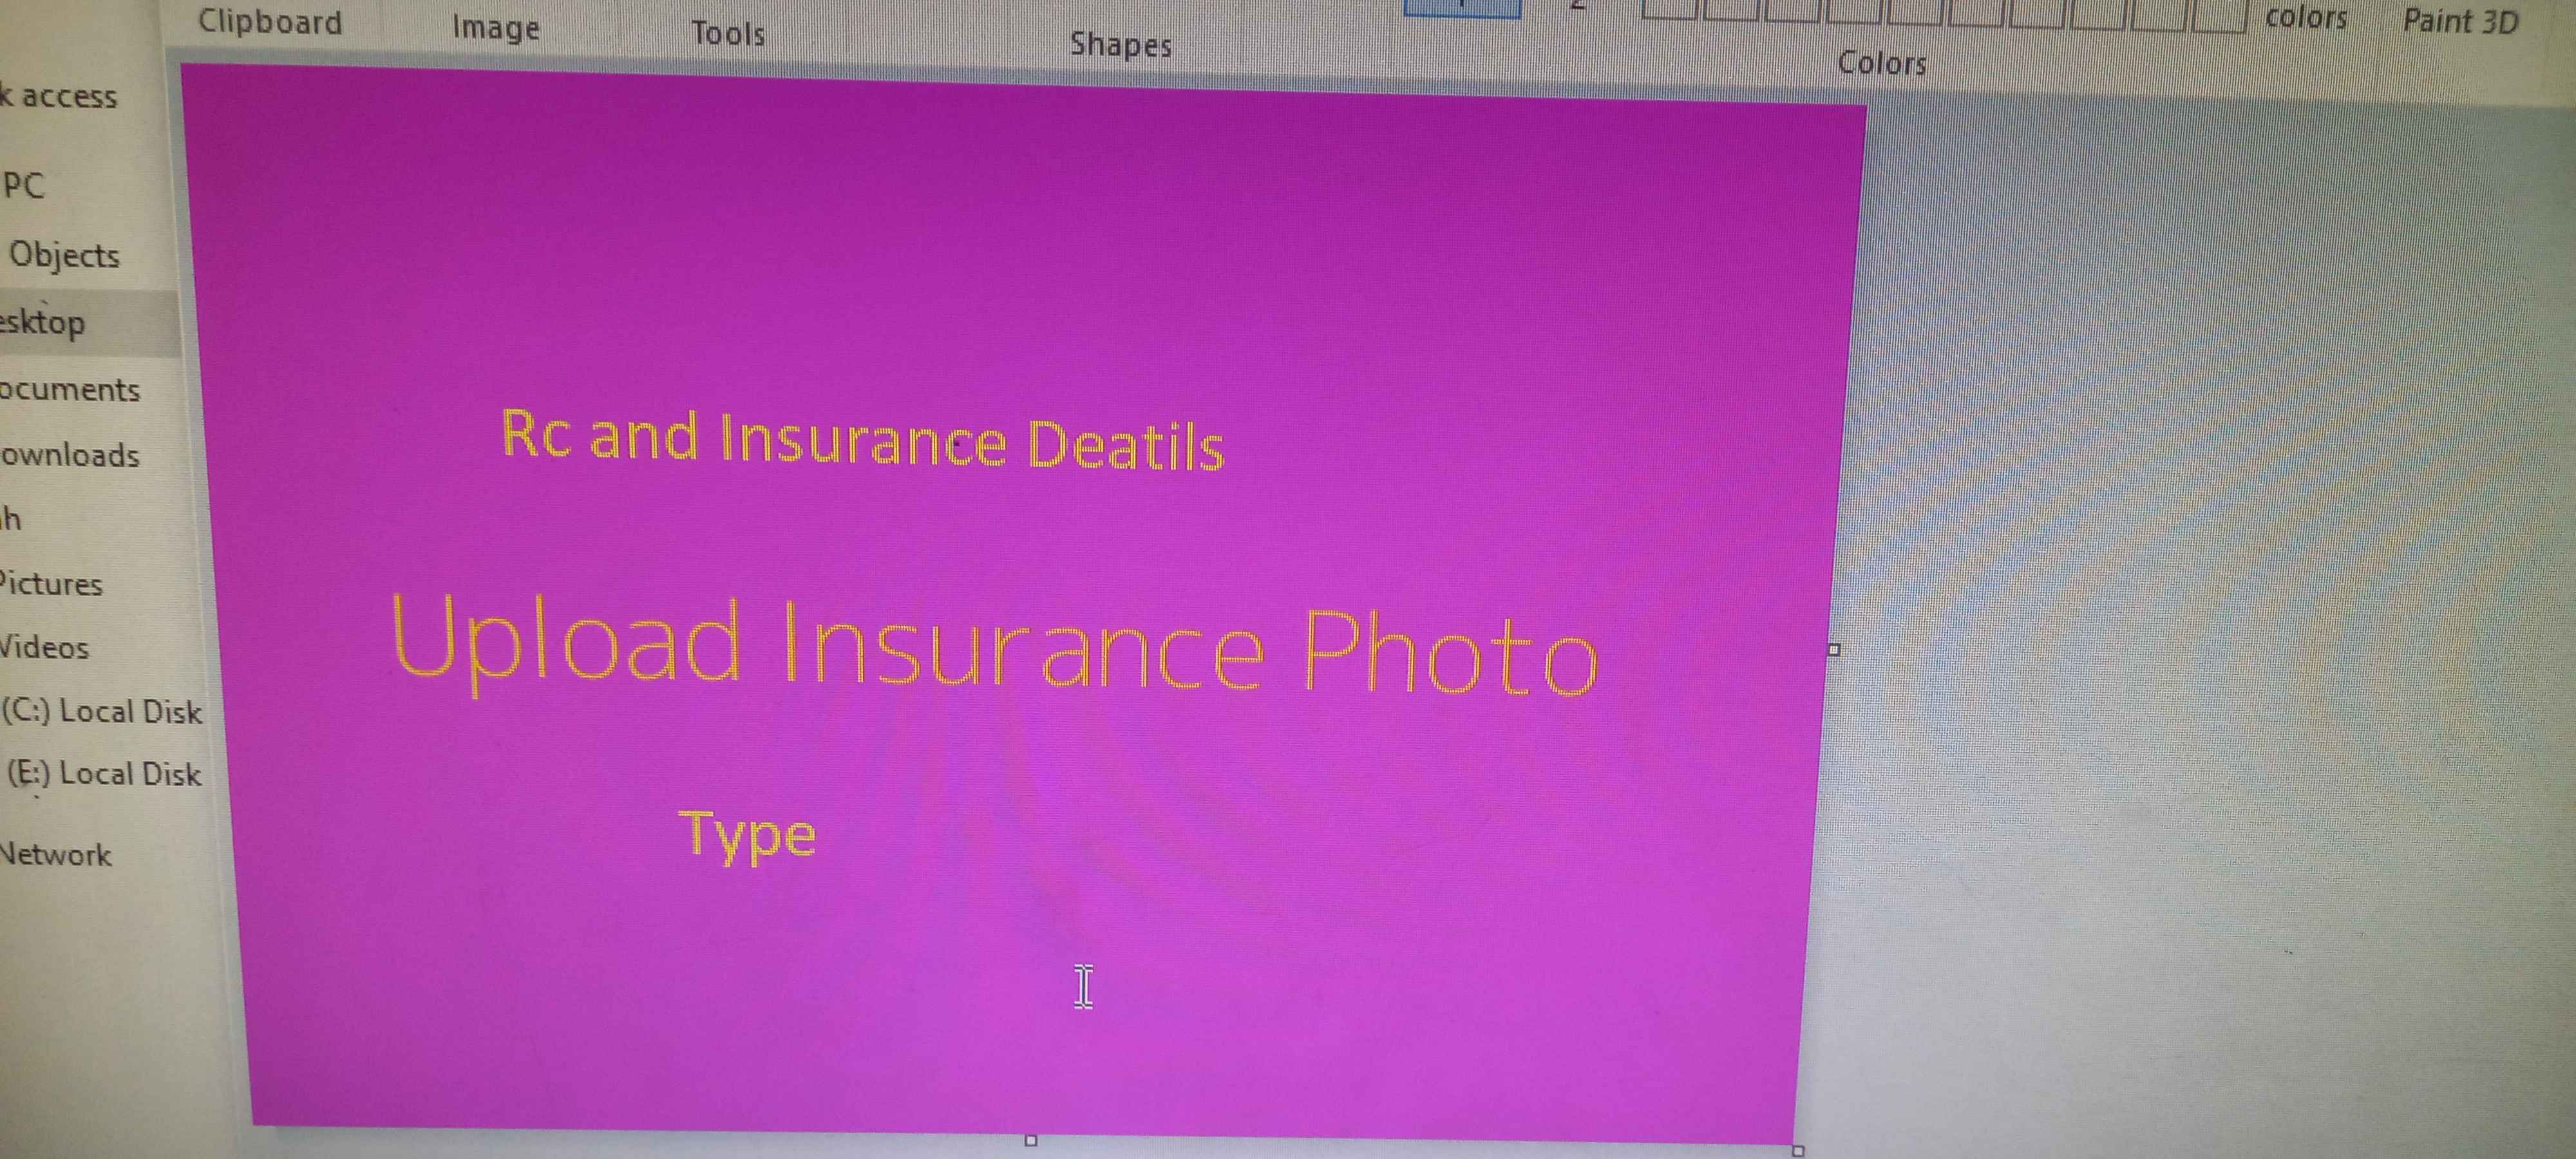 Clipboard Image Tools Shapes Colors colors Paint 3D
k access
PC
Objects
esktop
ocuments
ownloads
h
Pictures
Videos
(C:) Local Disk
(E:) Local Disk
Network
Rc and Insurance Deatils
Upload Insurance Photo
Type